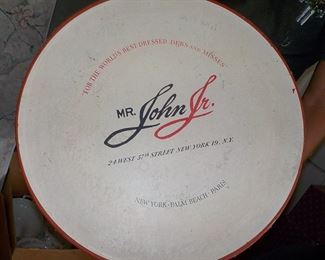 "FOR THE WORLD'S BEST DRESSED DEBS AND MISSES"
MR. John Jr.
24 WEST 57TH STREET NEW YORK 19, N.Y.
NEW YORK - PALM BEACH - PARIS